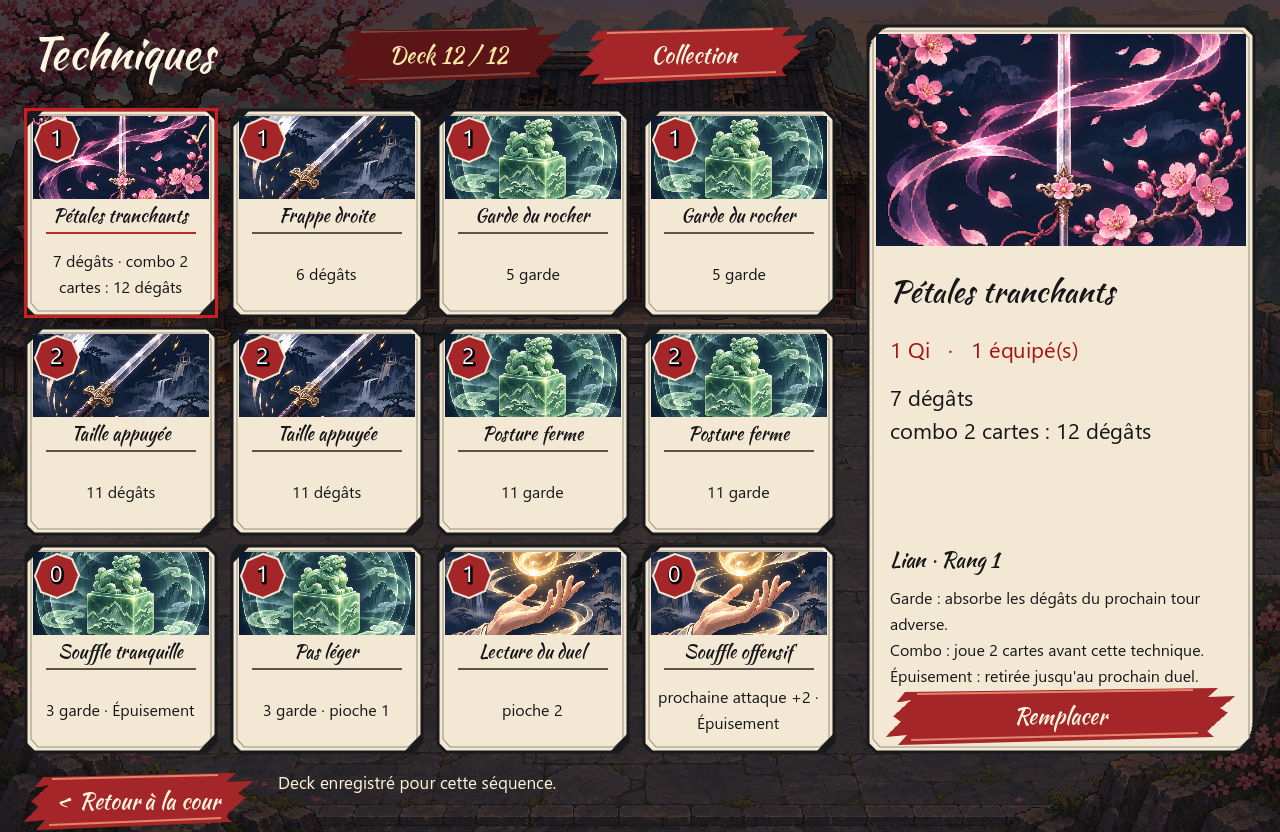 Techniques
Deck 12 / 12
Collection
1
Pétales tranchants
7 dégâts · combo 2
cartes : 12 dégâts
1
Frappe droite
6 dégâts
1
Garde du rocher
5 garde
1
Garde du rocher
5 garde
2
Taille appuyée
11 dégâts
2
Taille appuyée
11 dégâts
2
Posture ferme
11 garde
2
Posture ferme
11 garde
0
Souffle tranquille
3 garde · Épuisement
1
Pas léger
3 garde · pioche 1
1
Lecture du duel
pioche 2
0
Souffle offensif
prochaine attaque +2 ·
Épuisement
Pétales tranchants
1 Qi · 1 équipé(s)
7 dégâts
combo 2 cartes : 12 dégâts
Lian · Rang 1
Garde : absorbe les dégâts du prochain tour
adverse.
Combo : joue 2 cartes avant cette technique.
Épuisement : retirée jusqu'au prochain duel.
Remplacer
< Retour à la cour
Deck enregistré pour cette séquence.